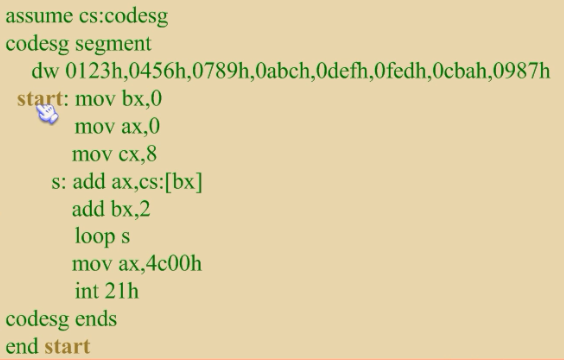 assume cs:codesg
codesg segment
dw 0123h,0456h,0789h,0abch,0defh,0fedh,0cbah,0987h
start: mov bx,0
mov ax,0
mov cx,8
s: add ax,cs:[bx]
add bx,2
loop s
mov ax,4c00h
int 21h
codesg ends
end start